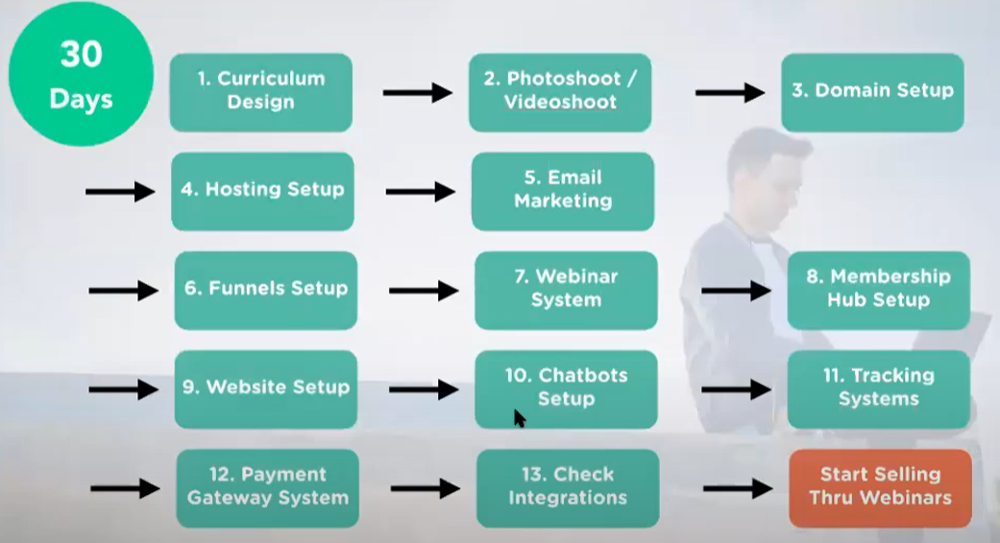 30
Days
1. Curriculum
Design
2. Photoshoot /
Videoshoot
3. Domain Setup
4. Hosting Setup
5. Email
Marketing
6. Funnels Setup
7. Webinar
System
8. Membership
Hub Setup
9. Website Setup
10. Chatbots
Setup
11. Tracking
Systems
12. Payment
Gateway System
13. Check
Integrations
Start Selling
Thru Webinars